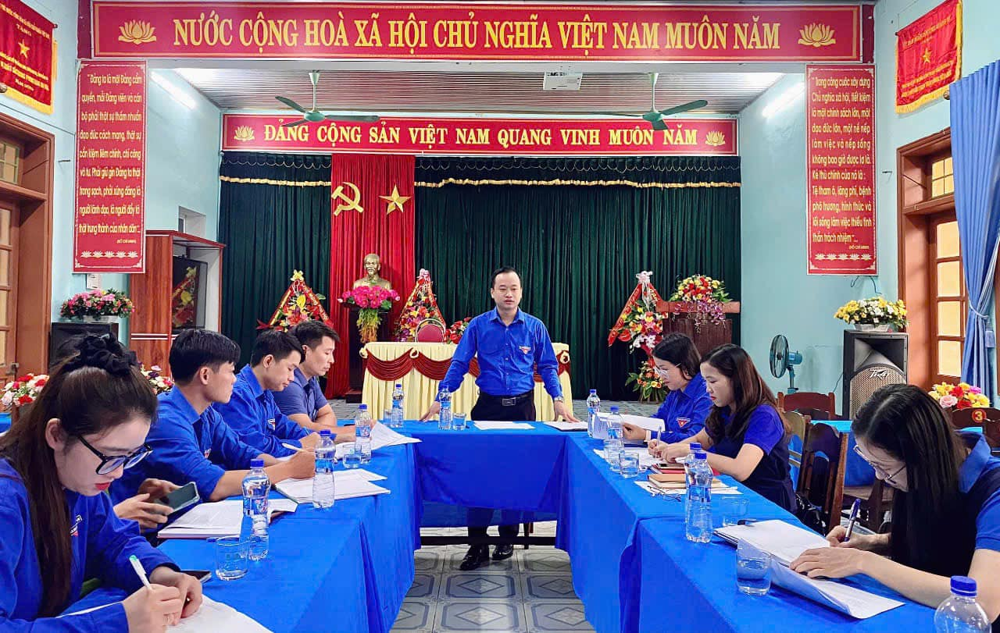 NƯỚC CỘNG HOÀ XÃ HỘI CHỦ NGHĨA VIỆT NAM MUÔN NĂM
ĐẢNG CỘNG SẢN VIỆT NAM QUANG VINH MUÔN NĂM
"Đảng ta là một Đảng cầm
quyền, mỗi Đảng viên và cán
bộ phải thật sự thấm nhuần
đạo đức cách mạng, thật sự
cần kiệm liêm chính, chí công
vô tư. Phải giữ gìn Đảng ta thật
trong sạch, phải xứng đáng là
người lãnh đạo, là người đầy tớ
thật trung thành của nhân dân"...
(HỒ CHÍ MINH)
"Trong công cuộc xây dựng
Chủ nghĩa xã hội, tiết kiệm
là một chính sách lớn, một
đạo đức lớn, một nề nếp
làm việc và nếp sống
không bao giờ được lơ là.
Kẻ thù chính của nó là :
Tệ tham ô, lãng phí, bệnh
phô trương, hình thức và
lối sống làm việc thiếu tinh
thần trách nhiệm"...
(HỒ CHÍ MINH)
PEAVEY
3